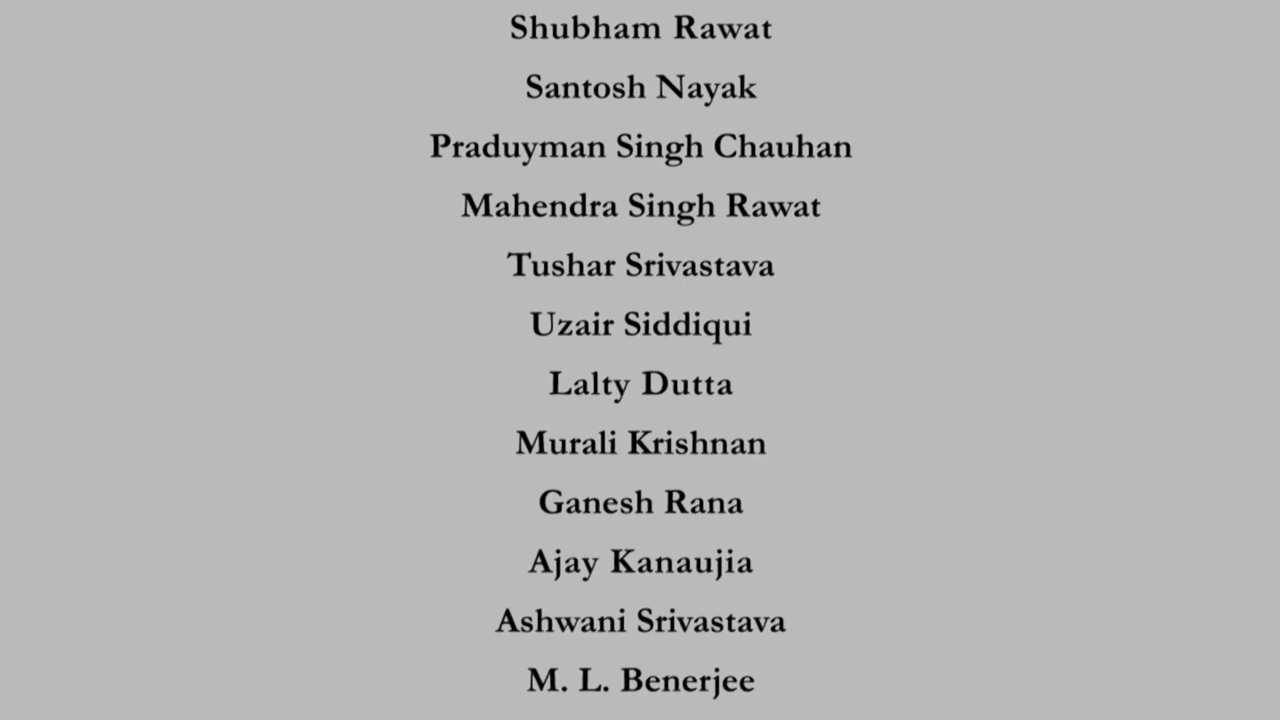 Shubham Rawat
Santosh Nayak
Praduyman Singh Chauhan
Mahendra Singh Rawat
Tushar Srivastava
Uzair Siddiqui
Lalty Dutta
Murali Krishnan
Ganesh Rana
Ajay Kanaujia
Ashwani Srivastava
M. L. Benerjee